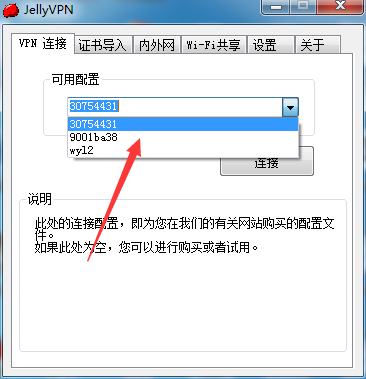 JellyVPN
VPN 连接 证书导入 内外网 Wi-Fi共享 设置 关于
可用配置
30754431
30754431
9001ba38
wyl2
连接
说明
此处的连接配置，即为您在我们的有关网站购买的配置文
件。
如果此处为空，您可以进行购买或者试用。